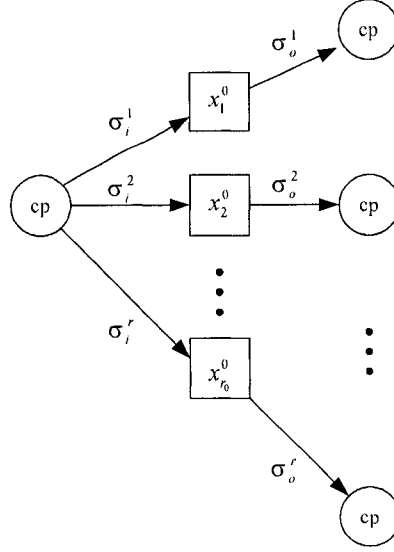 cp
σ_o^1
x_1^0
σ_i^1
cp
σ_i^2
x_2^0
σ_o^2
cp
σ_i^r
x_{r_0}^0
σ_o^r
cp